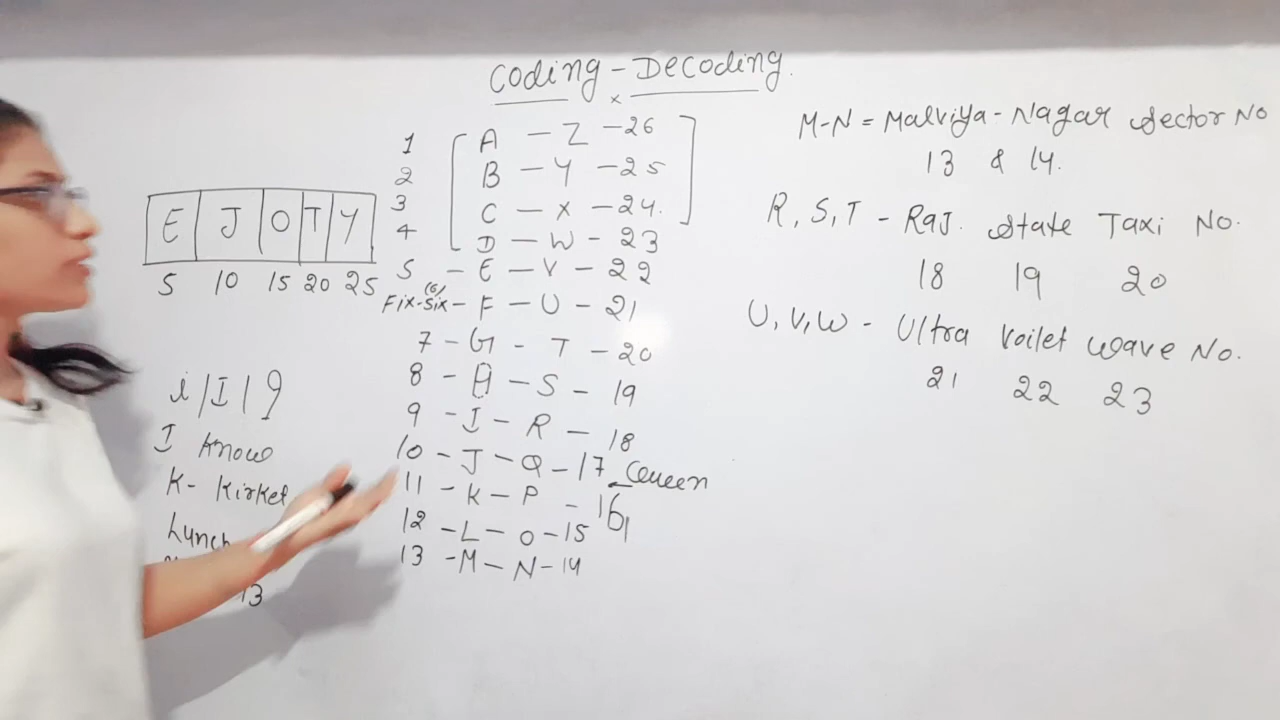 Coding - Decoding.
x
1 A - Z - 26
2 B - Y - 25
3 C - X - 24.
4 D - W - 23
5 - E - V - 22
(6)
Fix-Six - F - U - 21
7 - G - T - 20
8 - H - S - 19
9 - I - R - 18
10 - J - Q - 17 Queen
11 - K - P - 16
12 - L - O - 15
13 - M - N - 14
E J O T Y
5 10 15 20 25
i/I/9
I Know
K- Kirket
Lunch
13
M-N = Malviya-Nagar Sector No
13 & 14.
R, S, T - Raj. State Taxi No.
18 19 20
U, V, W - Ultra Voilet Wave No.
21 22 23